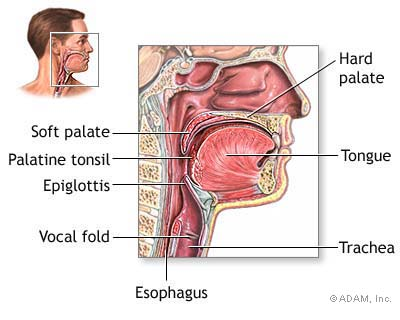 Hard
palate
Soft palate
Palatine tonsil
Tongue
Epiglottis
Vocal fold
Trachea
Esophagus
© ADAM, Inc.